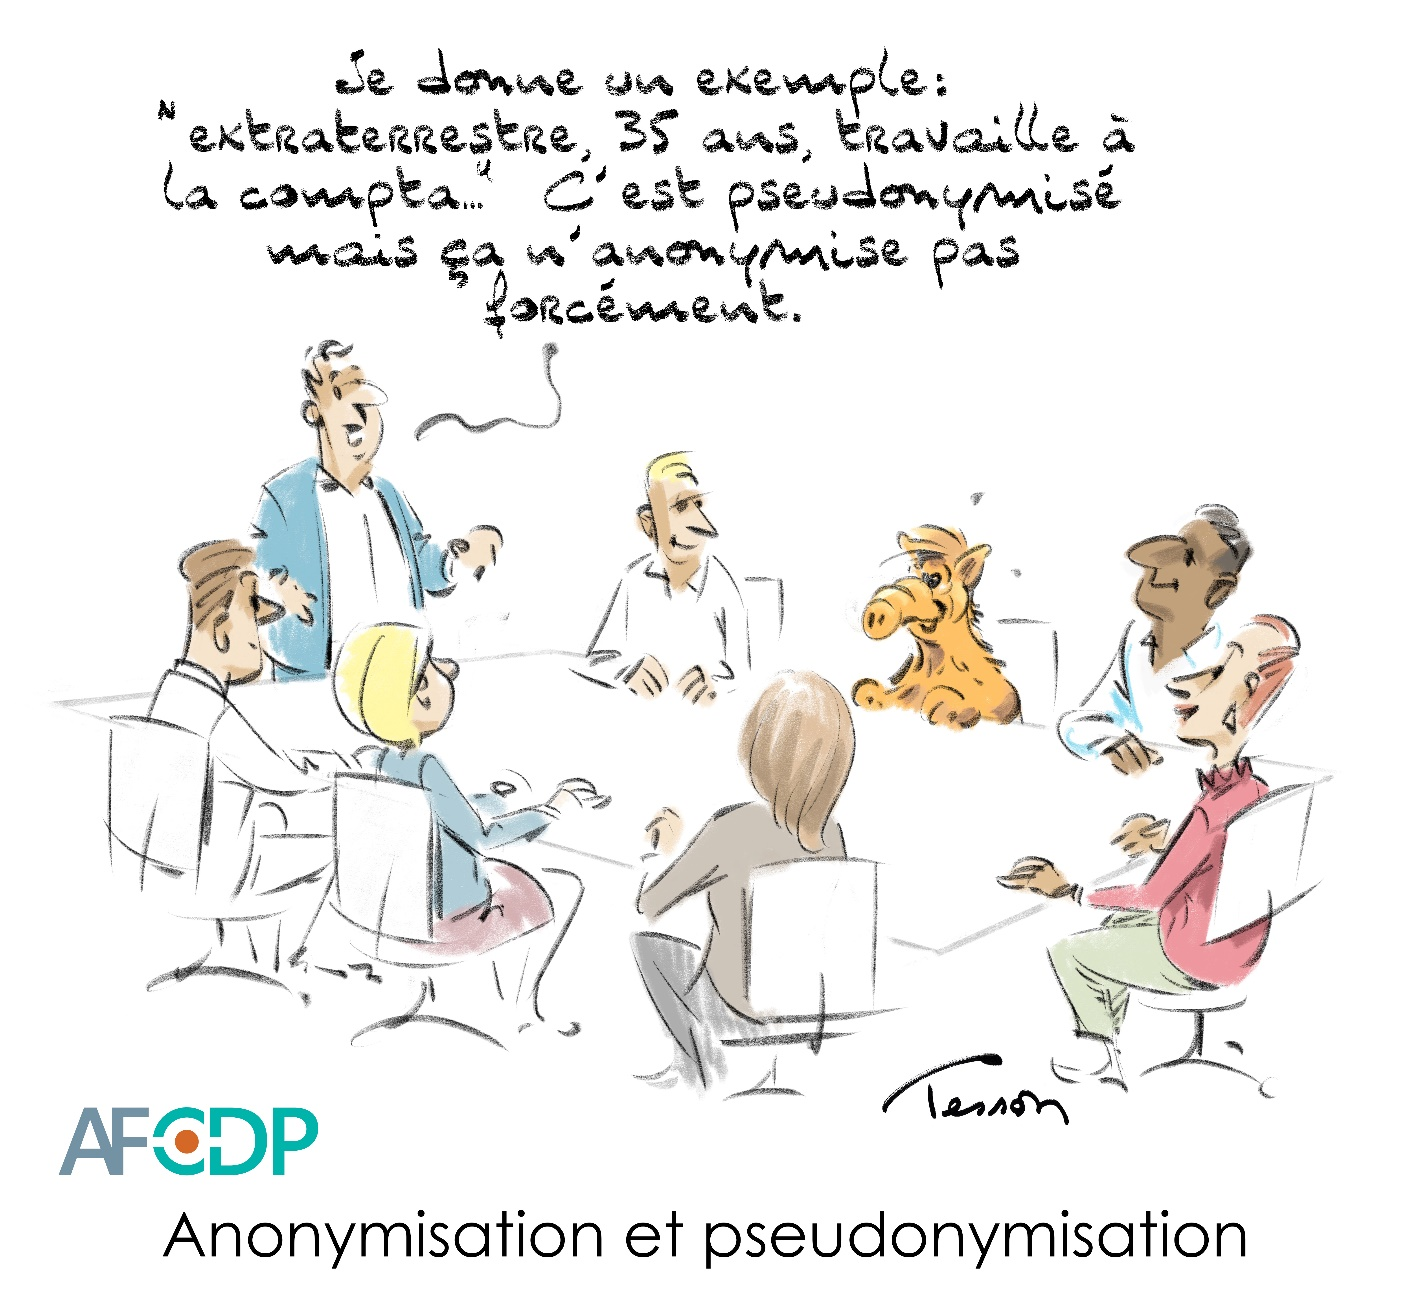 Je donne un exemple:
"extraterrestre, 35 ans, travaille à
la compta..." C'est pseudonymisé
mais ça n'anonymise pas
forcément.
Tesson
AFCDP
Anonymisation et pseudonymisation